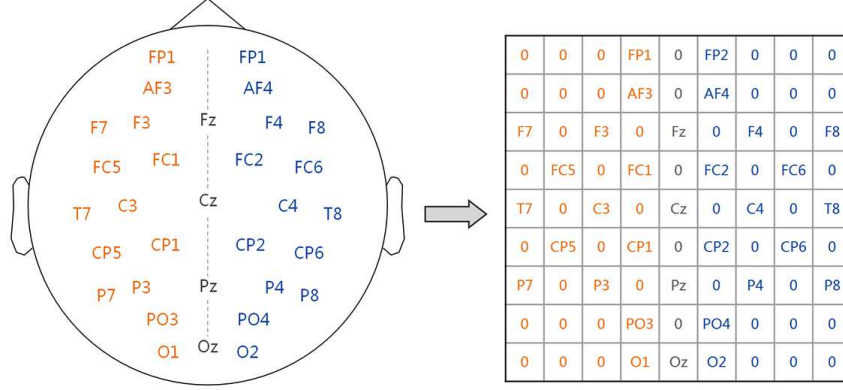 FP1 FP1
AF3 AF4
F7 F3 Fz F4 F8
FC5 FC1 FC2 FC6
T7 C3 Cz C4 T8
CP5 CP1 CP2 CP6
P7 P3 Pz P4 P8
PO3 PO4
O1 Oz O2
0 0 0 FP1 0 FP2 0 0 0
0 0 0 AF3 0 AF4 0 0 0
F7 0 F3 0 Fz 0 F4 0 F8
0 FC5 0 FC1 0 FC2 0 FC6 0
T7 0 C3 0 Cz 0 C4 0 T8
0 CP5 0 CP1 0 CP2 0 CP6 0
P7 0 P3 0 Pz 0 P4 0 P8
0 0 0 PO3 0 PO4 0 0 0
0 0 0 O1 Oz O2 0 0 0